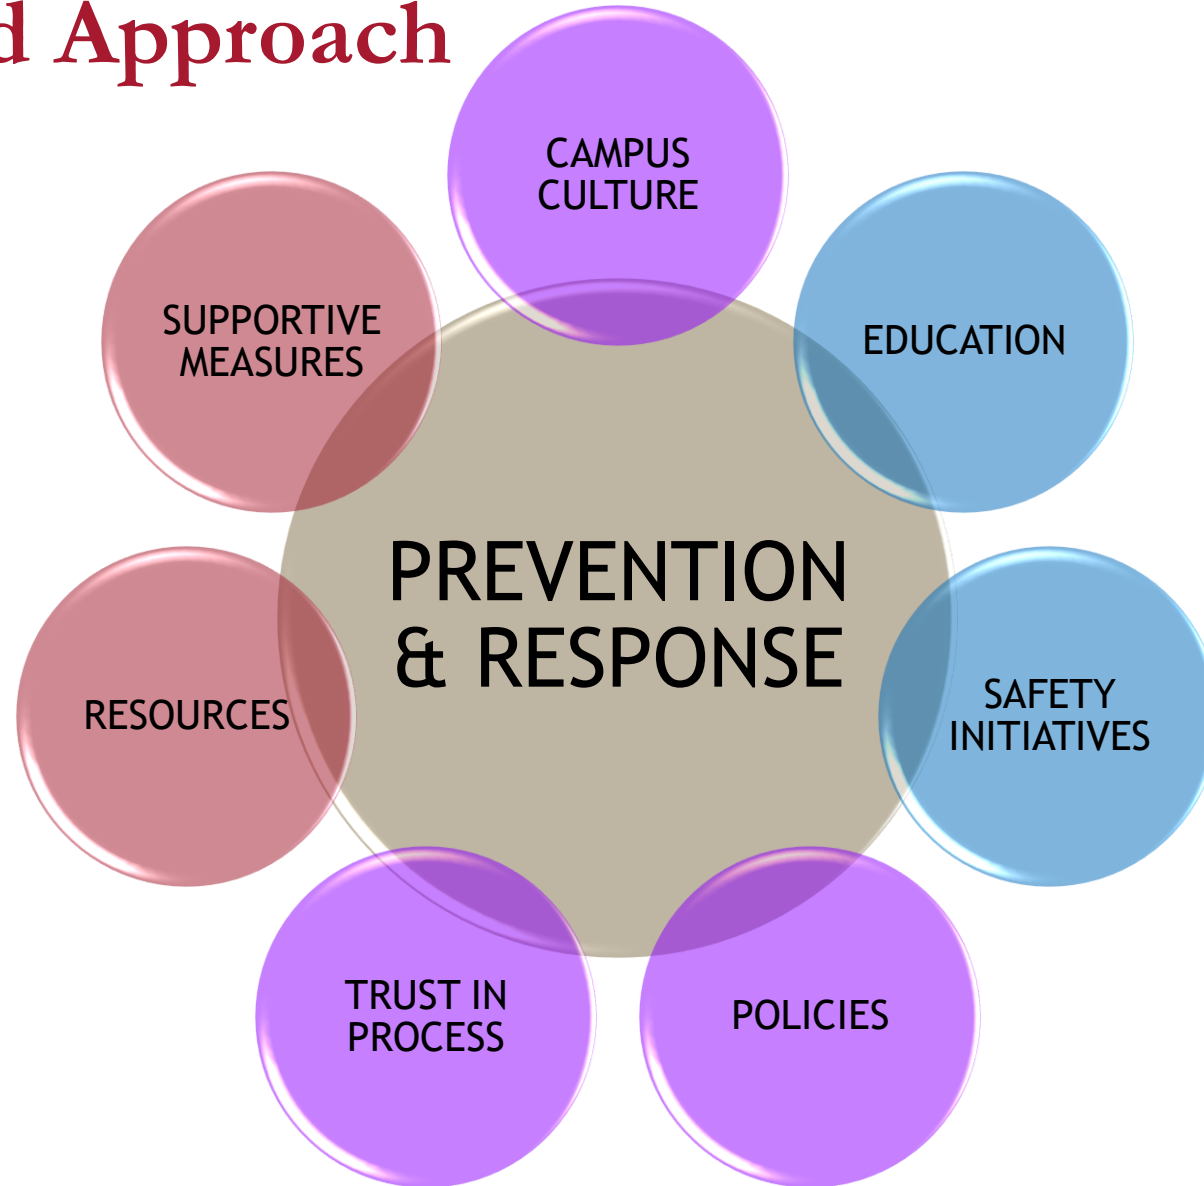 d Approach
CAMPUS
CULTURE
EDUCATION
SAFETY
INITIATIVES
POLICIES
TRUST IN
PROCESS
RESOURCES
SUPPORTIVE
MEASURES
PREVENTION
& RESPONSE